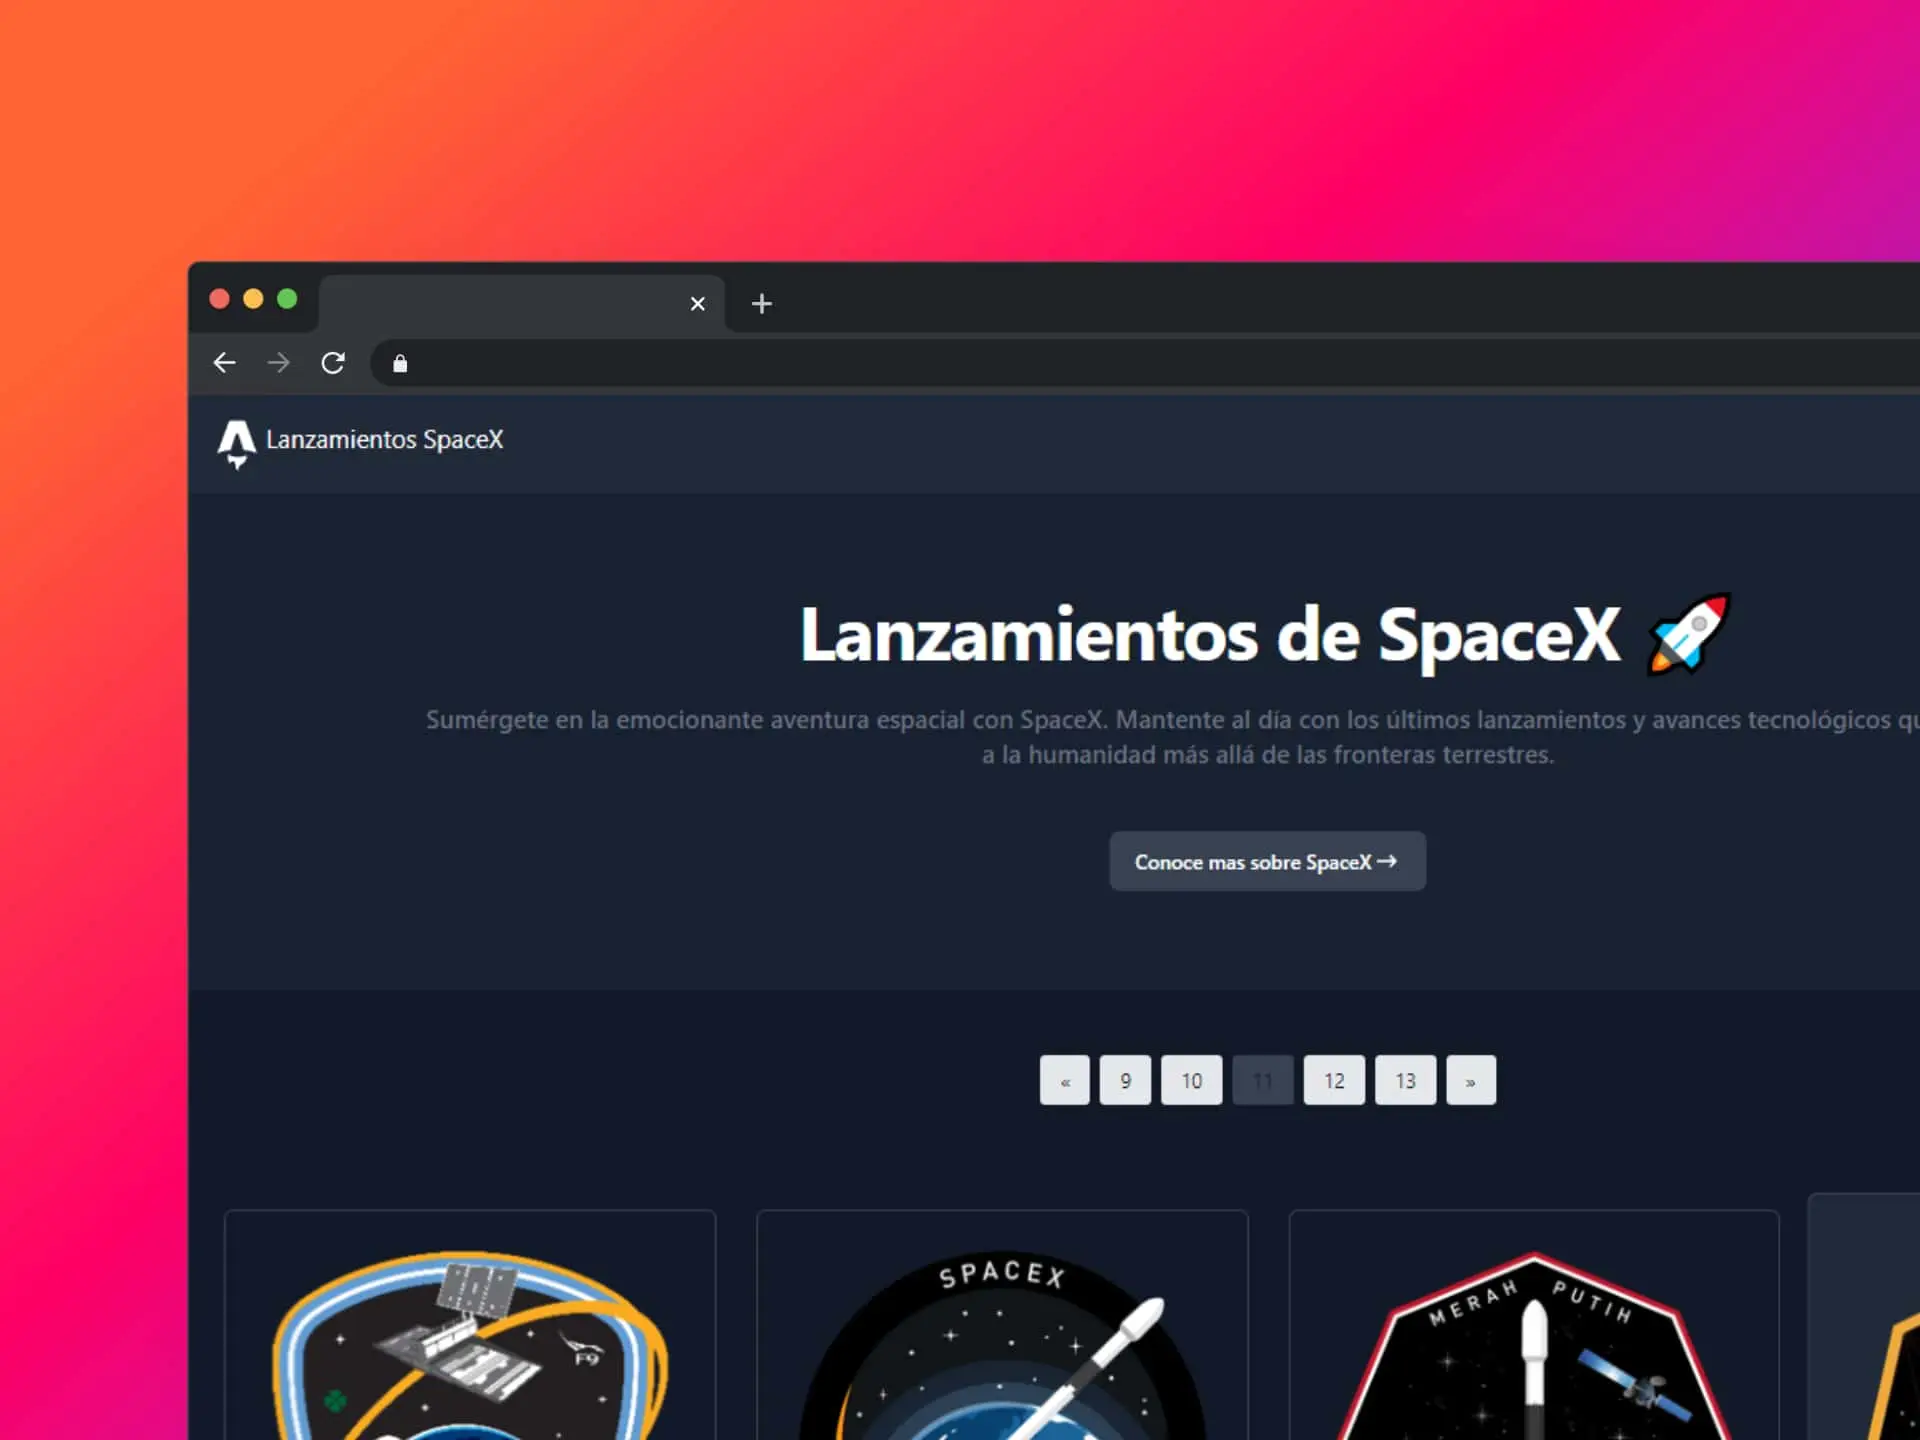 Lanzamientos SpaceX
Lanzamientos de SpaceX 🚀
Sumérgete en la emocionante aventura espacial con SpaceX. Mantente al día con los últimos lanzamientos y avances tecnológicos
a la humanidad más allá de las fronteras terrestres.
Conoce mas sobre SpaceX →
« 9 10 11 12 13 »
F9
SPACEX
MERAH PUTIH